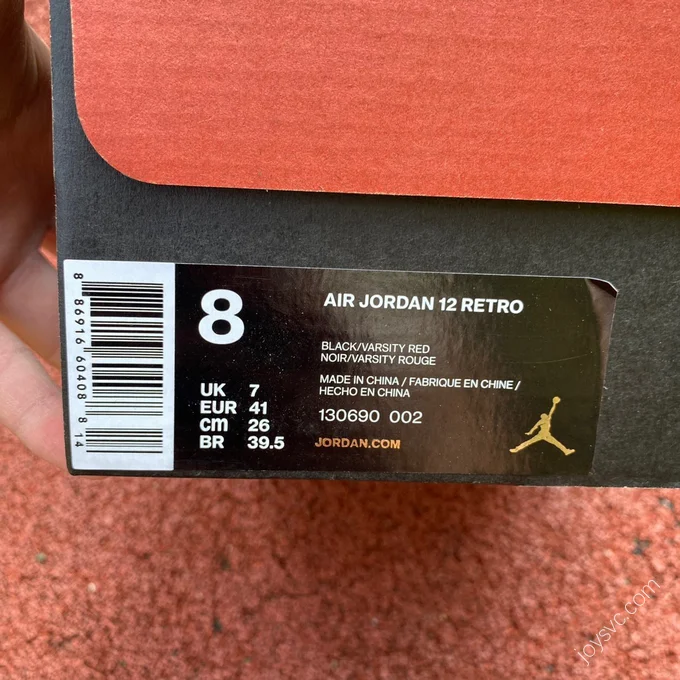 8 86916 60408 8 14
8
AIR JORDAN 12 RETRO
BLACK/VARSITY RED
NOIR/VARSITY ROUGE
MADE IN CHINA / FABRIQUE EN CHINE /
HECHO EN CHINA
130690 002
JORDAN.COM
UK 7
EUR 41
cm 26
BR 39.5
joysvc.com